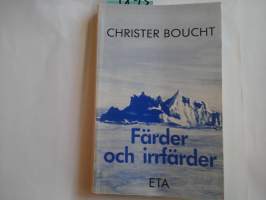 CHRISTER BOUCHT
Färder
och irrfärder
ETA